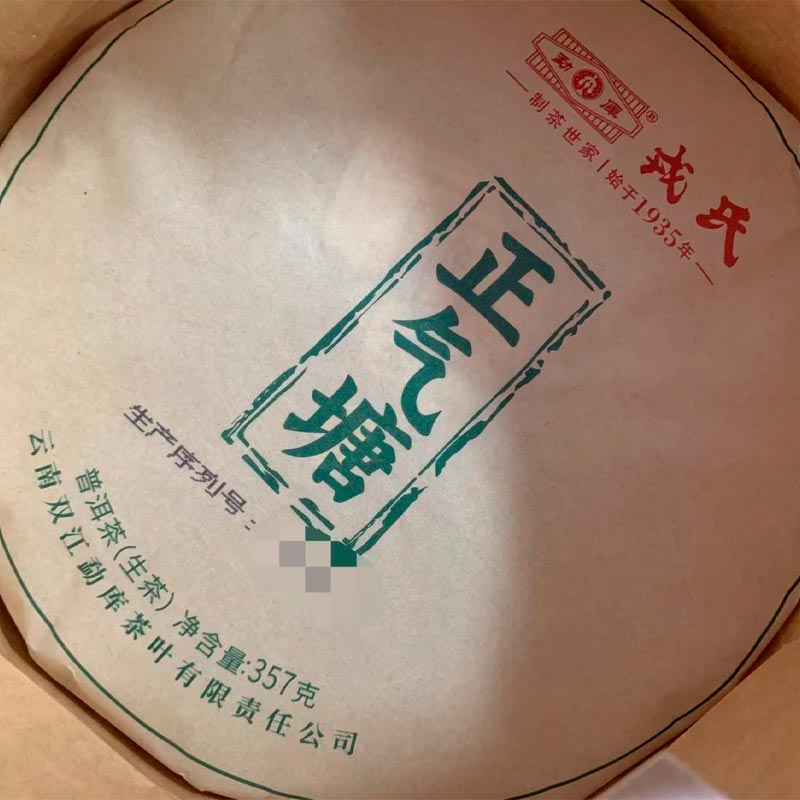 勐库®
戎氏
制茶世家 | 始于1935年
正气塘
生产序列号:
普洱茶(生茶) 净含量:357克
云南双江勐库茶叶有限责任公司